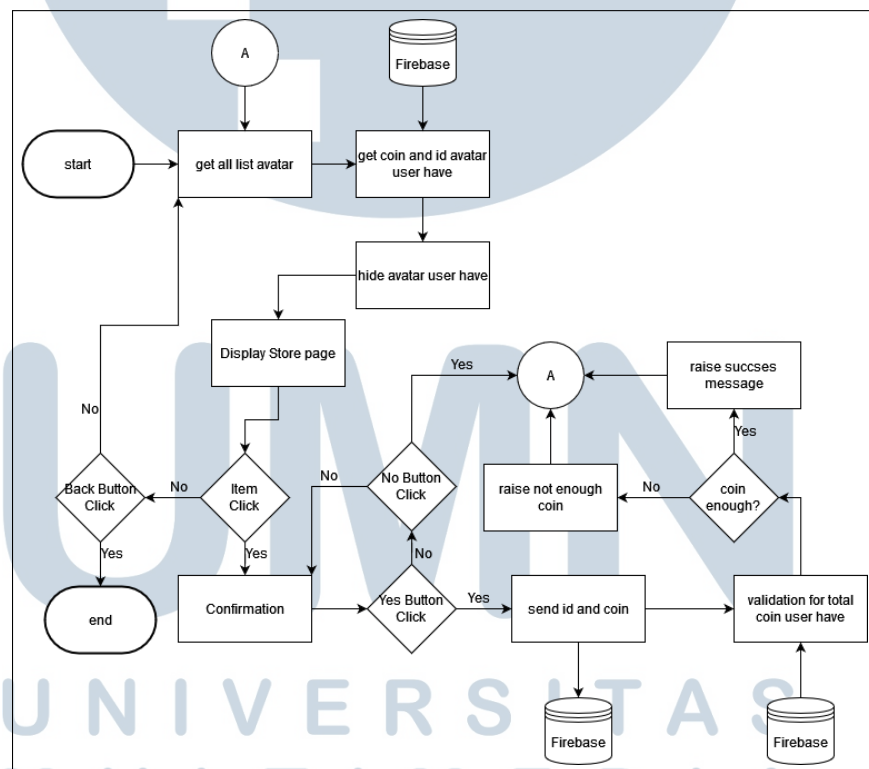 A
Firebase
start
get all list avatar
get coin and id avatar
user have
hide avatar user have
Display Store page
Yes
A
raise succses
message
No
Yes
Back Button
Click
No
Item
Click
No
No Button
Click
raise not enough
coin
No
coin
enough?
Yes
Yes
No
end
Confirmation
Yes Button
Click
Yes
send id and coin
validation for total
coin user have
Firebase
Firebase
UMN
UNIVERSITAS